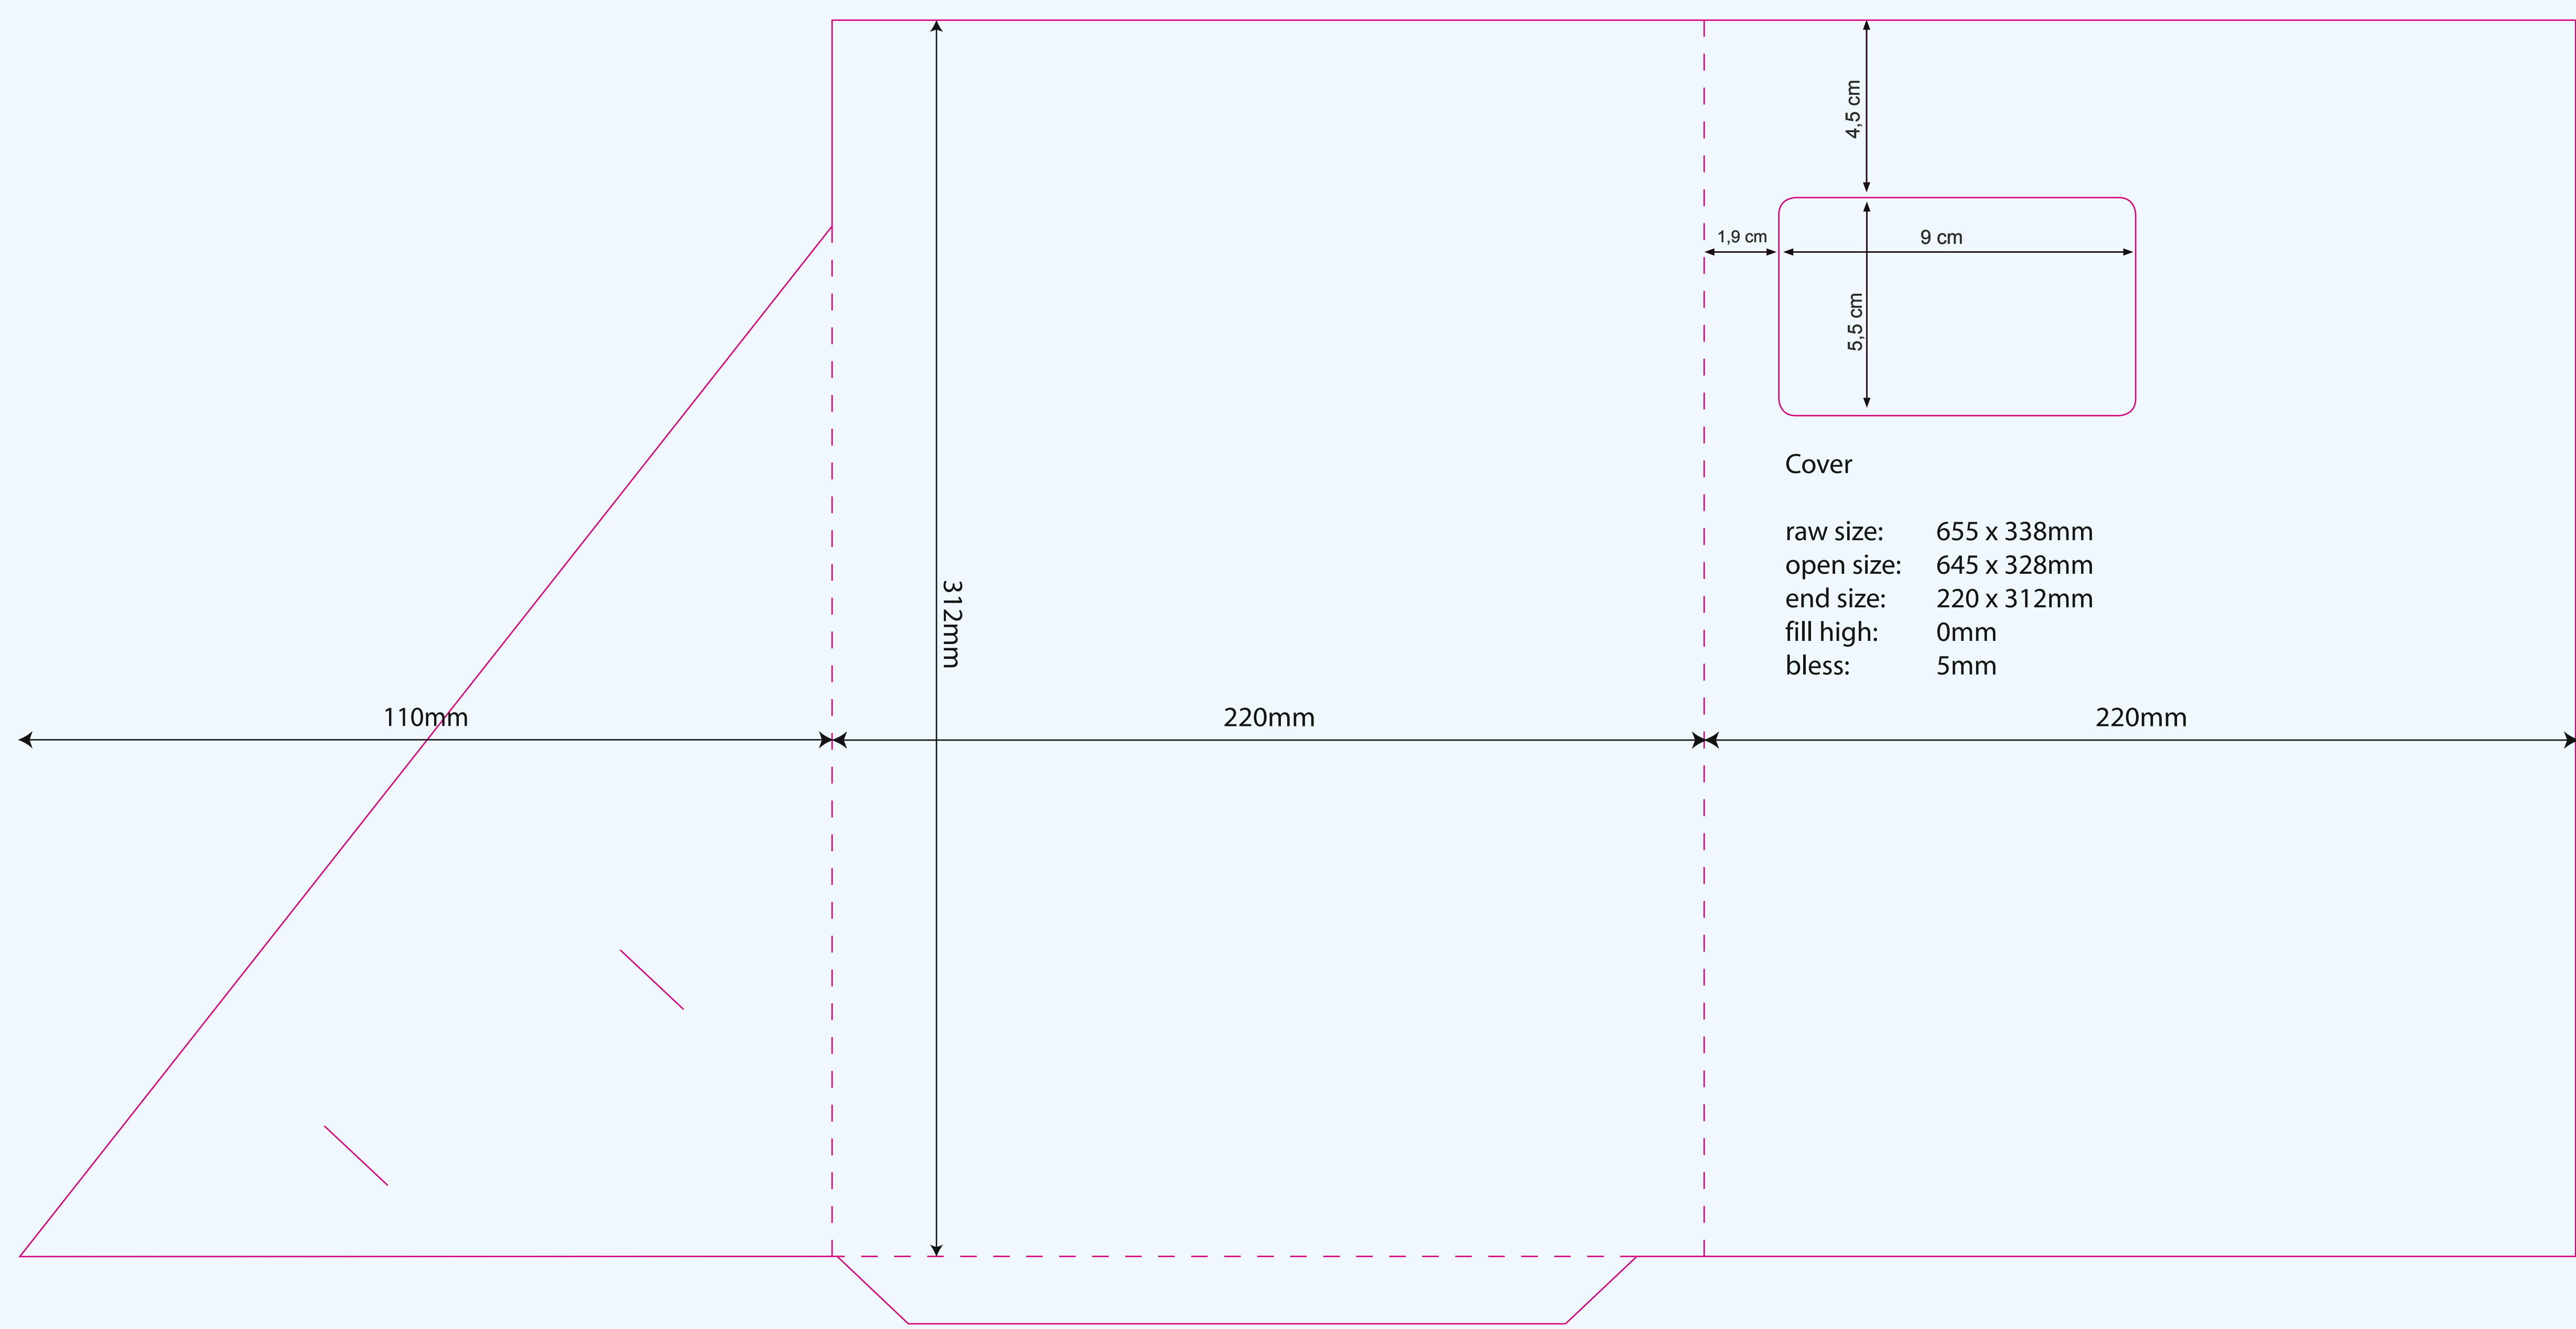 4,5 cm
1,9 cm
9 cm
5,5 cm
Cover
raw size: 655 x 338mm
open size: 645 x 328mm
end size: 220 x 312mm
fill high: 0mm
bless: 5mm
312mm
110mm
220mm
220mm